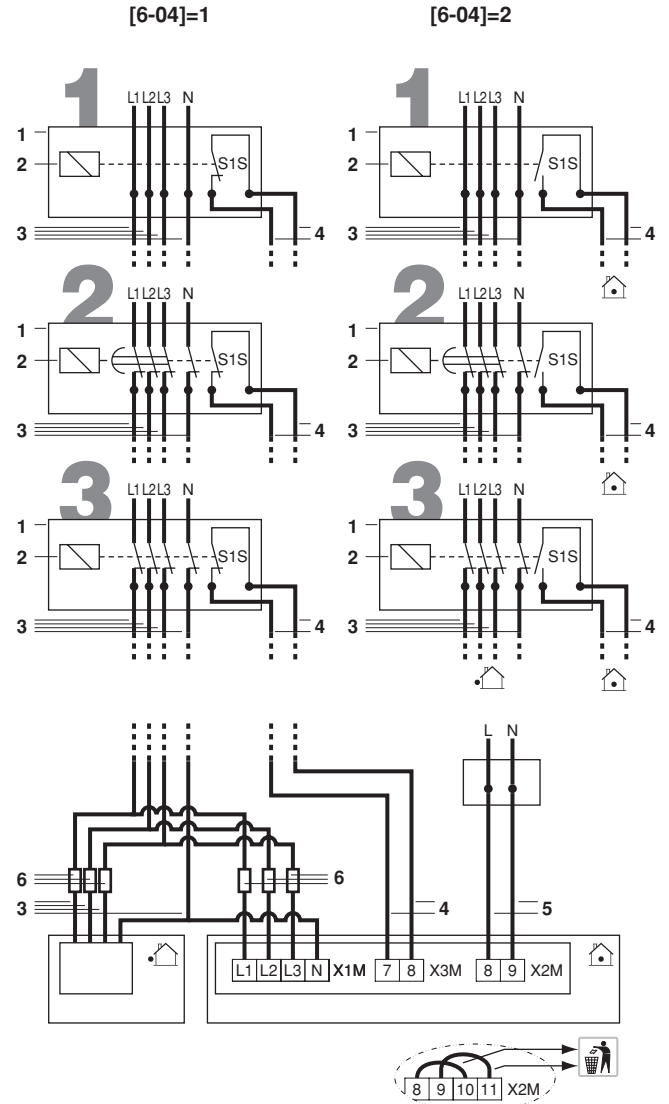 [6-04]=1 [6-04]=2
1 1
L1 L2 L3 N L1 L2 L3 N
1 1
2 S1S 2 S1S
3 4 3 4
2 2
L1 L2 L3 N L1 L2 L3 N
1 1
2 S1S 2 S1S
3 4 3 4
3 3
L1 L2 L3 N L1 L2 L3 N
1 1
2 S1S 2 S1S
3 4 3 4
L N
6 6
3 4 5
L1 L2 L3 N X1M 7 8 X3M 8 9 X2M
8 9 10 11 X2M